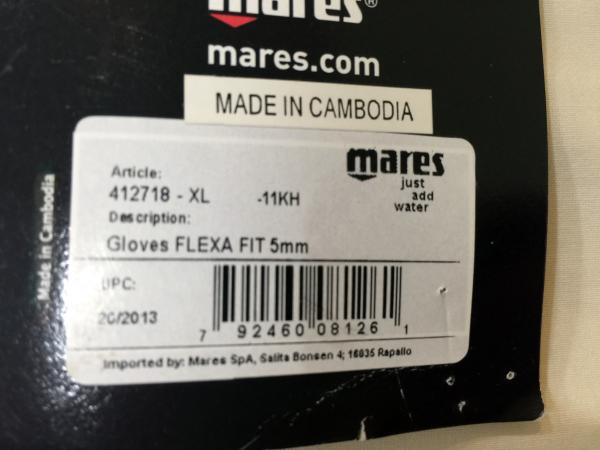 mares®
mares.com
MADE IN CAMBODIA
Made in Cambodia
mares
just
add
water
Article:
412718 - XL -11KH
Description:
Gloves FLEXA FIT 5mm
UPC:
20/2013
7 92460 08126 1
Imported by: Mares SpA, Salita Bonsen 4; 16035 Rapallo